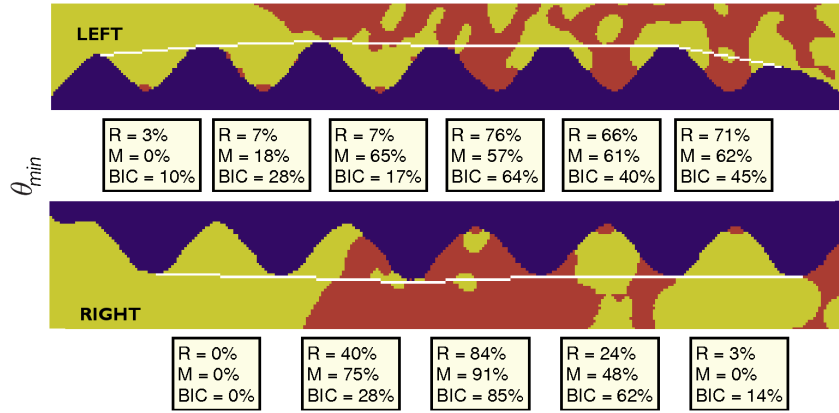 LEFT
R = 3%
M = 0%
BIC = 10%
R = 7%
M = 18%
BIC = 28%
R = 7%
M = 65%
BIC = 17%
R = 76%
M = 57%
BIC = 64%
R = 66%
M = 61%
BIC = 40%
R = 71%
M = 62%
BIC = 45%
θmin
RIGHT
R = 0%
M = 0%
BIC = 0%
R = 40%
M = 75%
BIC = 28%
R = 84%
M = 91%
BIC = 85%
R = 24%
M = 48%
BIC = 62%
R = 3%
M = 0%
BIC = 14%